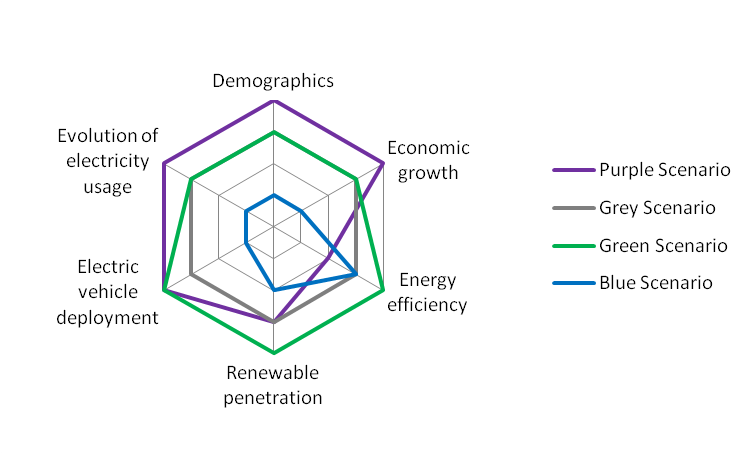 Demographics
Economic
growth
Energy
efficiency
Renewable
penetration
Electric
vehicle
deployment
Evolution of
electricity
usage
Purple Scenario
Grey Scenario
Green Scenario
Blue Scenario